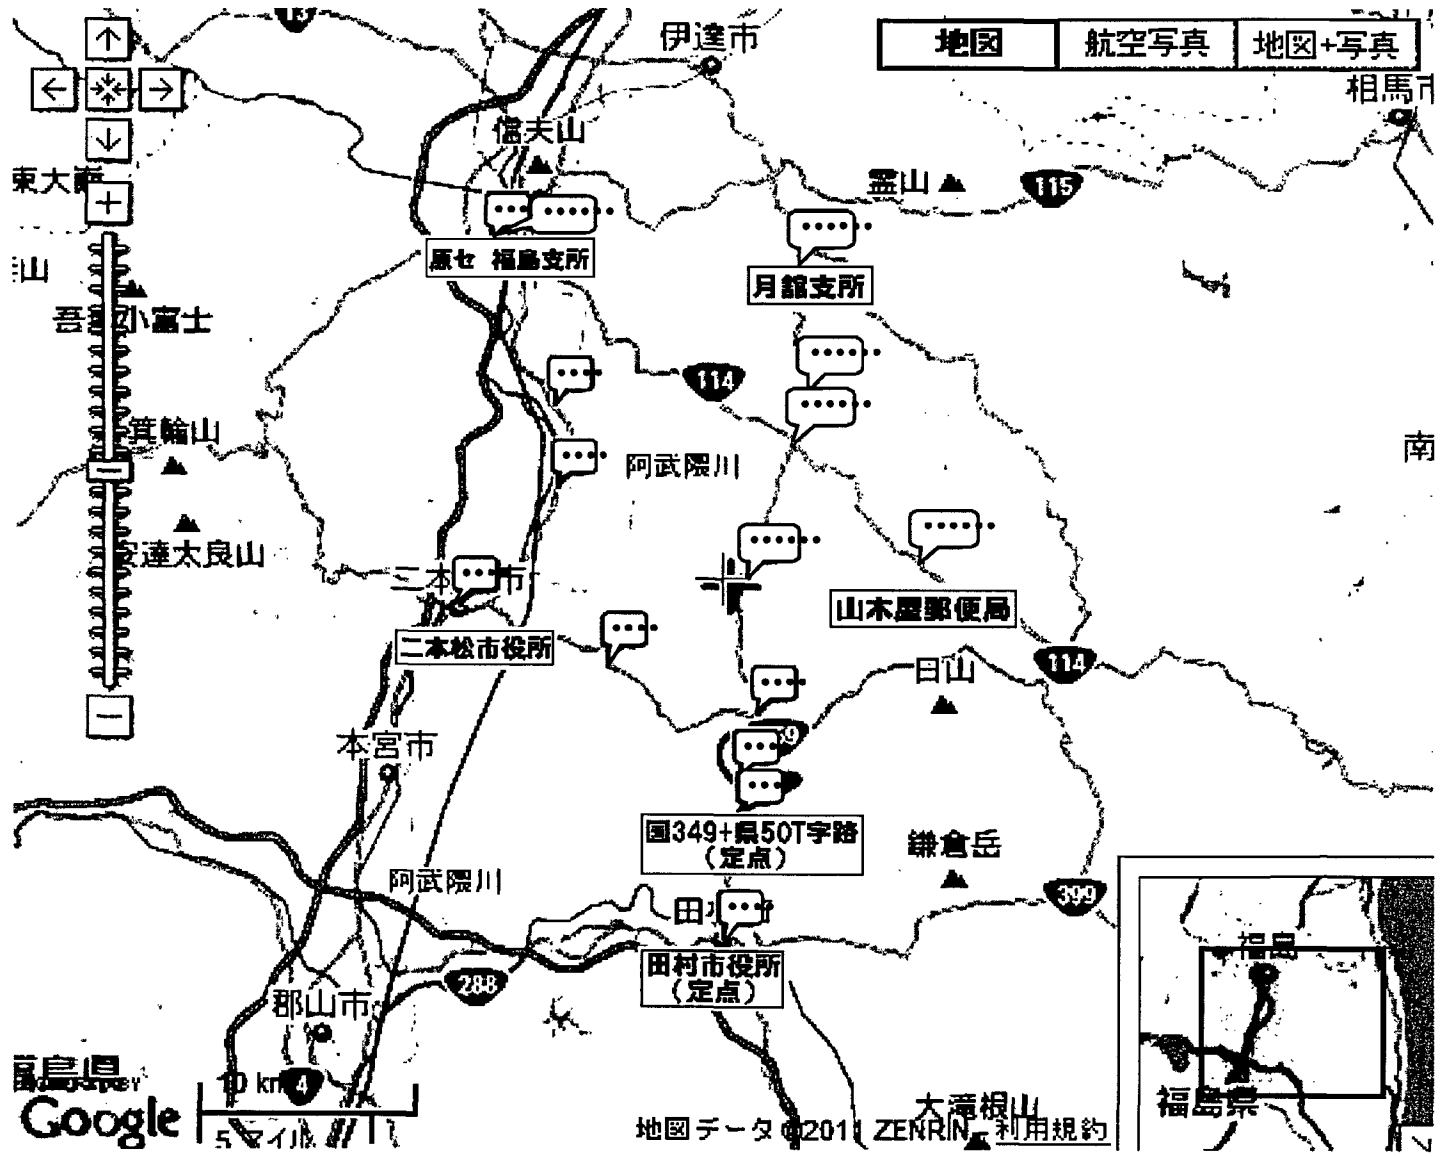 13
伊達市
地図 航空写真 地図+写真
相馬市
信夫山
東大巓
霊山
115
原セ 福島支所
月舘支所
山
吾妻小富士
114
箕輪山
阿武隈川
南
安達太良山
二本松市
山木屋郵便局
二本松市役所
日山
114
本宮市
国349+県50T字路
(定点)
鎌倉岳
阿武隈川
399
田村市役所
(定点)
福島
288
郡山市
福島県
10 km
4
Google
5 マイル
大滝根山
福島県
地図データ ©2011 ZENRIN - 利用規約